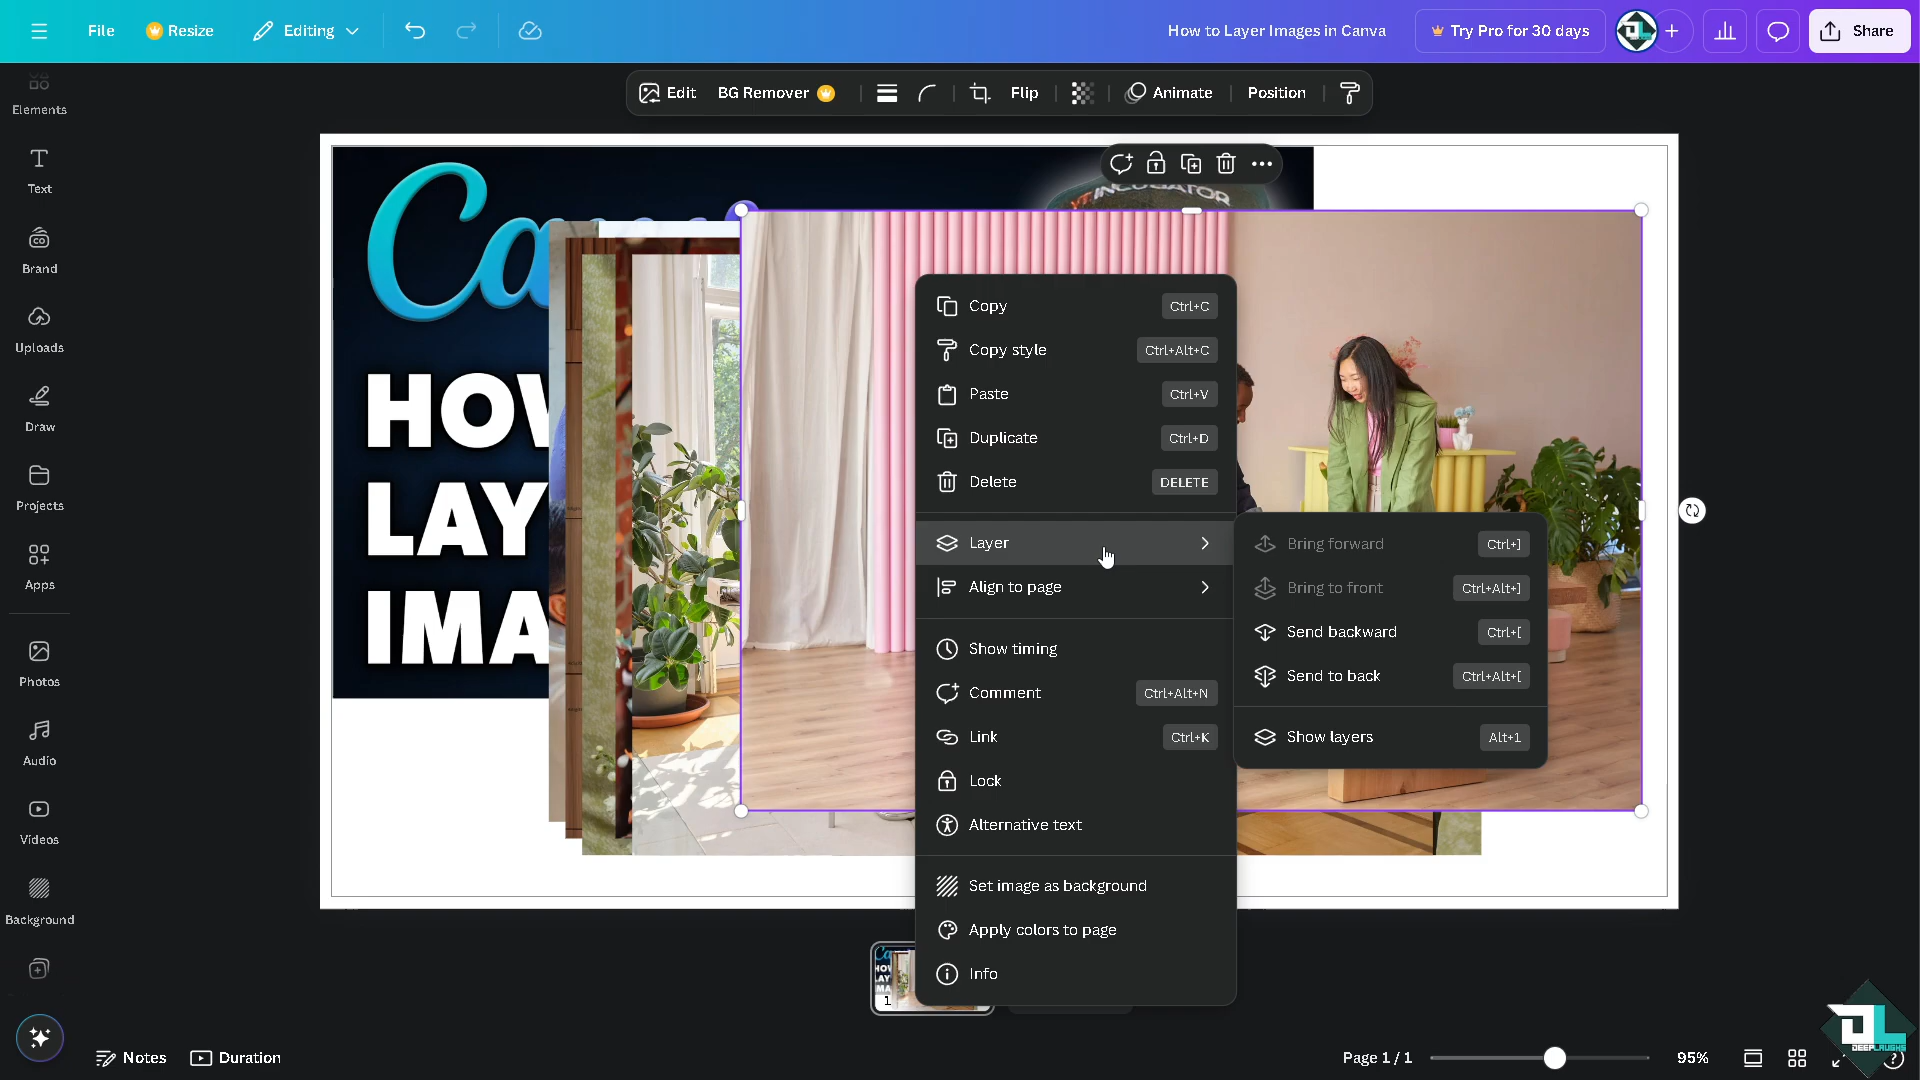 File
Resize
Editing
How to Layer Images in Canva
Try Pro for 30 days
Share
Edit
BG Remover
Flip
Animate
Position
Elements
Text
Brand
Uploads
Draw
Projects
Apps
Photos
Audio
Videos
Background
INCUBATOR
Ca
HOW
LAY
IMA
Copy Ctrl+C
Copy style Ctrl+Alt+C
Paste Ctrl+V
Duplicate Ctrl+D
Delete DELETE
Layer
Align to page
Show timing
Comment Ctrl+Alt+N
Link Ctrl+K
Lock
Alternative text
Set image as background
Apply colors to page
Info
Bring forward Ctrl+]
Bring to front Ctrl+Alt+]
Send backward Ctrl+[
Send to back Ctrl+Alt+[
Show layers Alt+1
1
Notes
Duration
Page 1 / 1
95%
DEEPLAUGHS